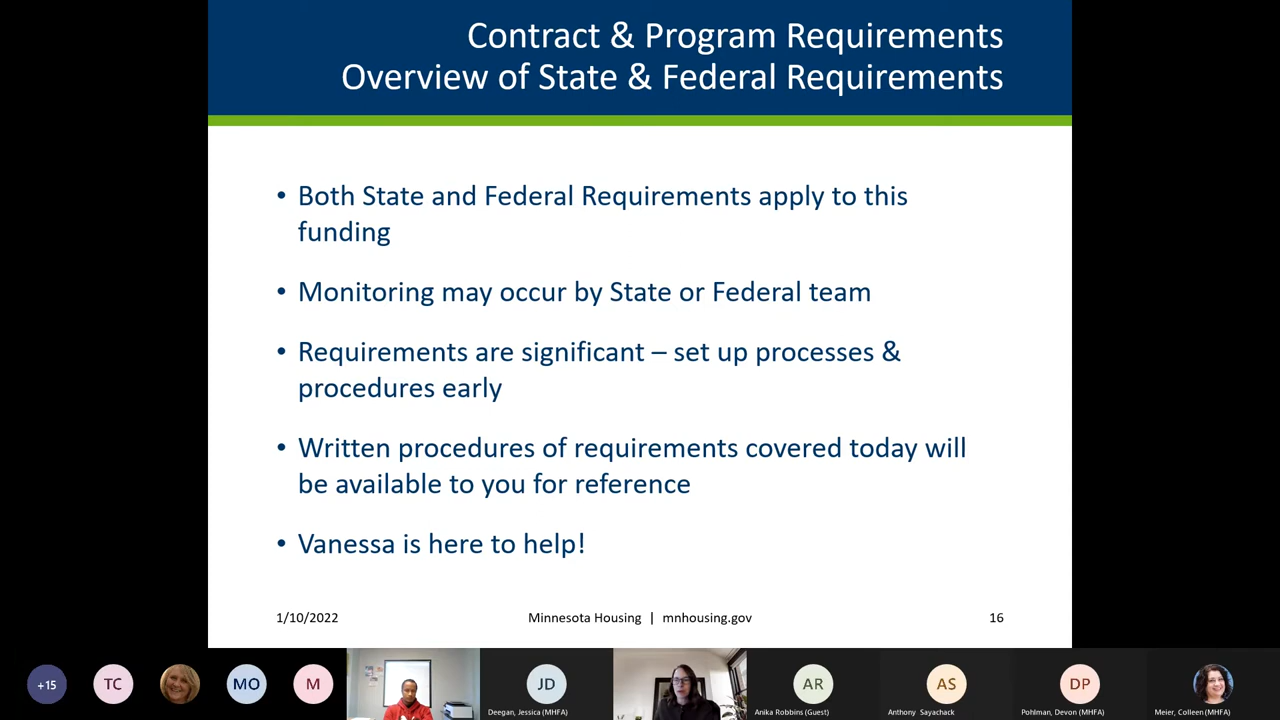 Contract & Program Requirements
Overview of State & Federal Requirements
• Both State and Federal Requirements apply to this
funding
• Monitoring may occur by State or Federal team
• Requirements are significant – set up processes &
procedures early
• Written procedures of requirements covered today will
be available to you for reference
• Vanessa is here to help!
1/10/2022
Minnesota Housing | mnhousing.gov
16
+15
TC
MO
M
JD
Deegan, Jessica (MHFA)
AR
Anika Robbins (Guest)
AS
Anthony Sayachack
DP
Pohlman, Devon (MHFA)
Meier, Colleen (MHFA)